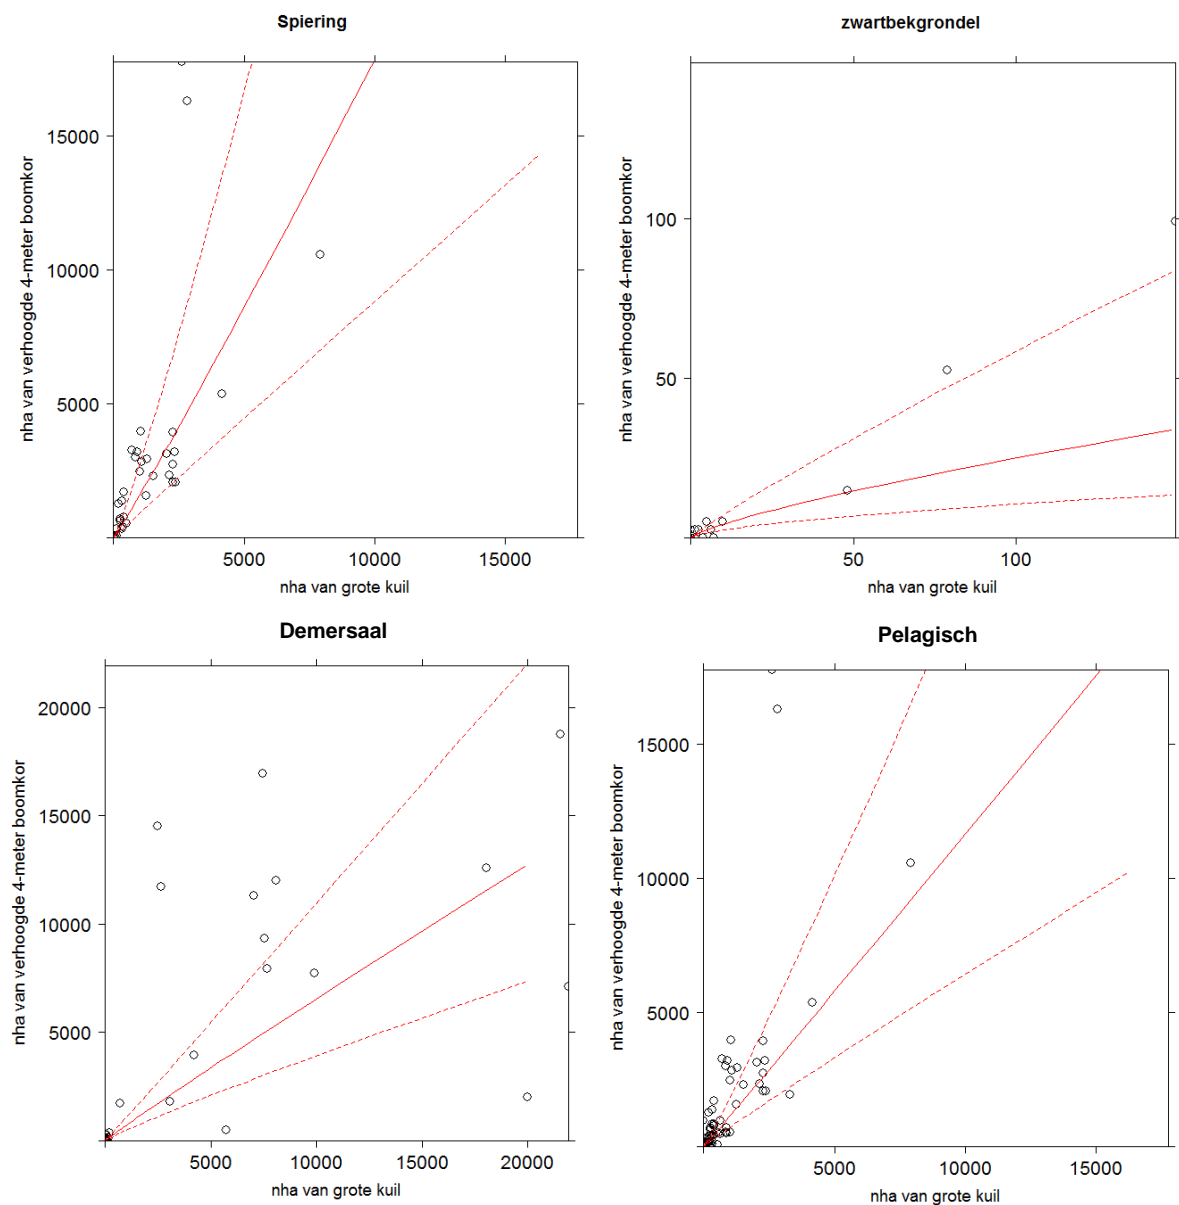 Spiering
nha van verhoogde 4-meter boomkor
15000
10000
5000
5000 10000 15000
nha van grote kuil
zwartbekgrondel
nha van verhoogde 4-meter boomkor
100
50
50 100
nha van grote kuil
Demersaal
nha van verhoogde 4-meter boomkor
20000
15000
10000
5000
5000 10000 15000 20000
nha van grote kuil
Pelagisch
nha van verhoogde 4-meter boomkor
15000
10000
5000
5000 10000 15000
nha van grote kuil